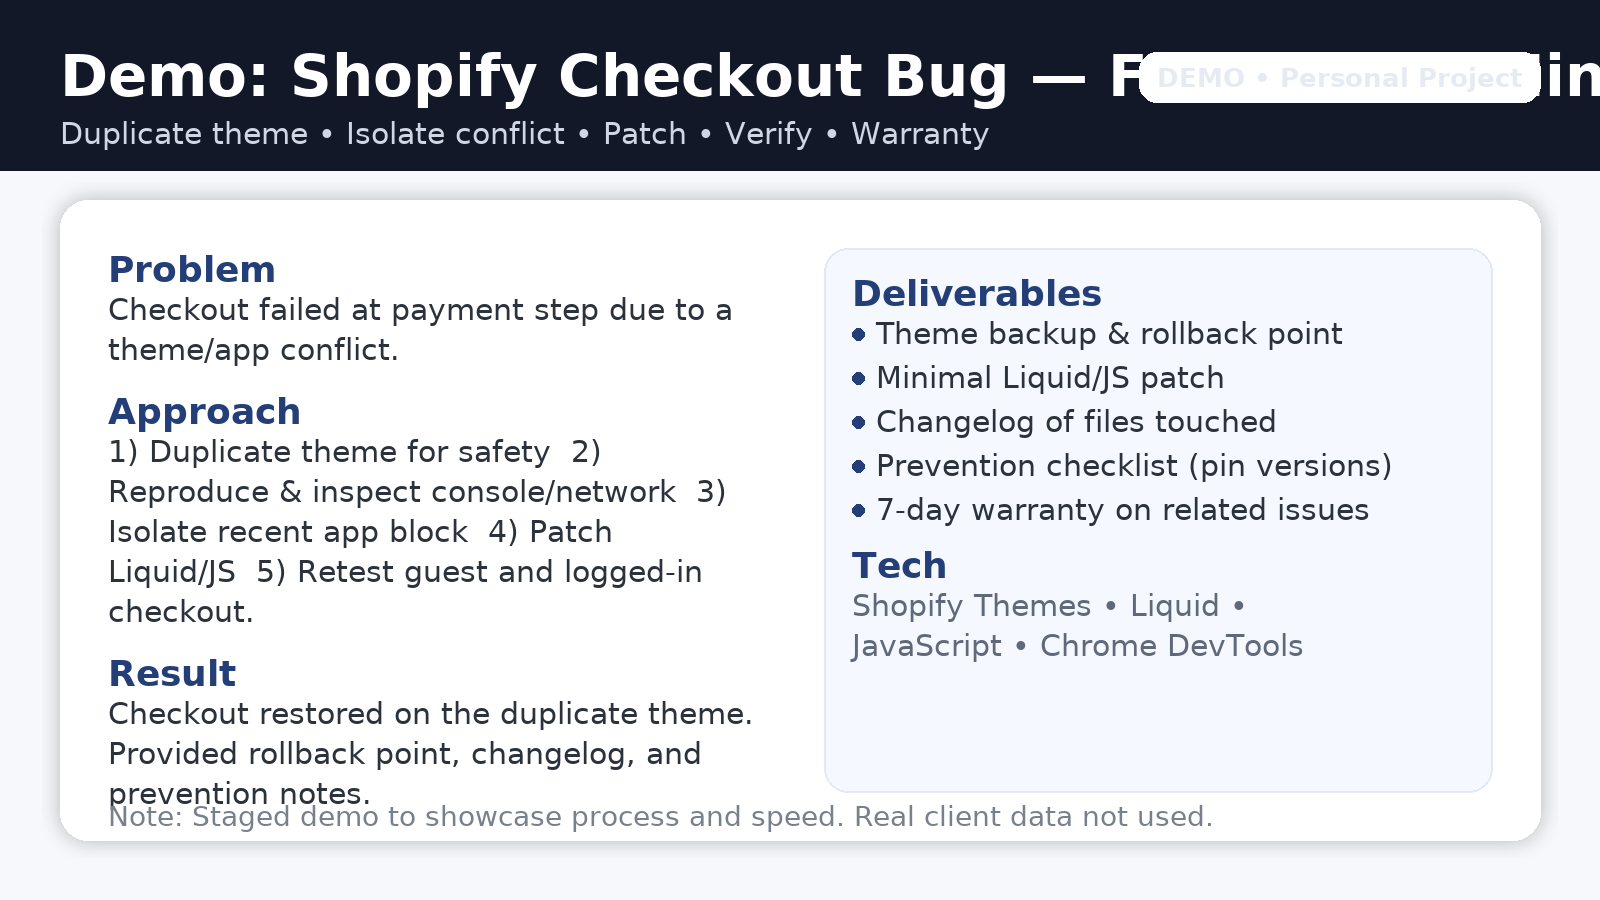 Demo: Shopify Checkout Bug —
DEMO • Personal Project
Duplicate theme • Isolate conflict • Patch • Verify • Warranty
Problem
Checkout failed at payment step due to a
theme/app conflict.
Approach
1) Duplicate theme for safety  2)
Reproduce & inspect console/network  3)
Isolate recent app block  4) Patch
Liquid/JS  5) Retest guest and logged-in
checkout.
Result
Checkout restored on the duplicate theme.
Provided rollback point, changelog, and
prevention notes.
Deliverables
• Theme backup & rollback point
• Minimal Liquid/JS patch
• Changelog of files touched
• Prevention checklist (pin versions)
• 7-day warranty on related issues
Tech
Shopify Themes • Liquid •
JavaScript • Chrome DevTools
Note: Staged demo to showcase process and speed. Real client data not used.